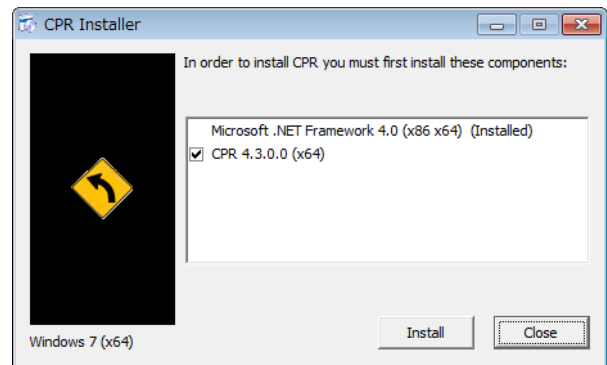 CPR Installer
In order to install CPR you must first install these components:
Microsoft .NET Framework 4.0 (x86 x64) (Installed)
CPR 4.3.0.0 (x64)
Windows 7 (x64)
Install
Close